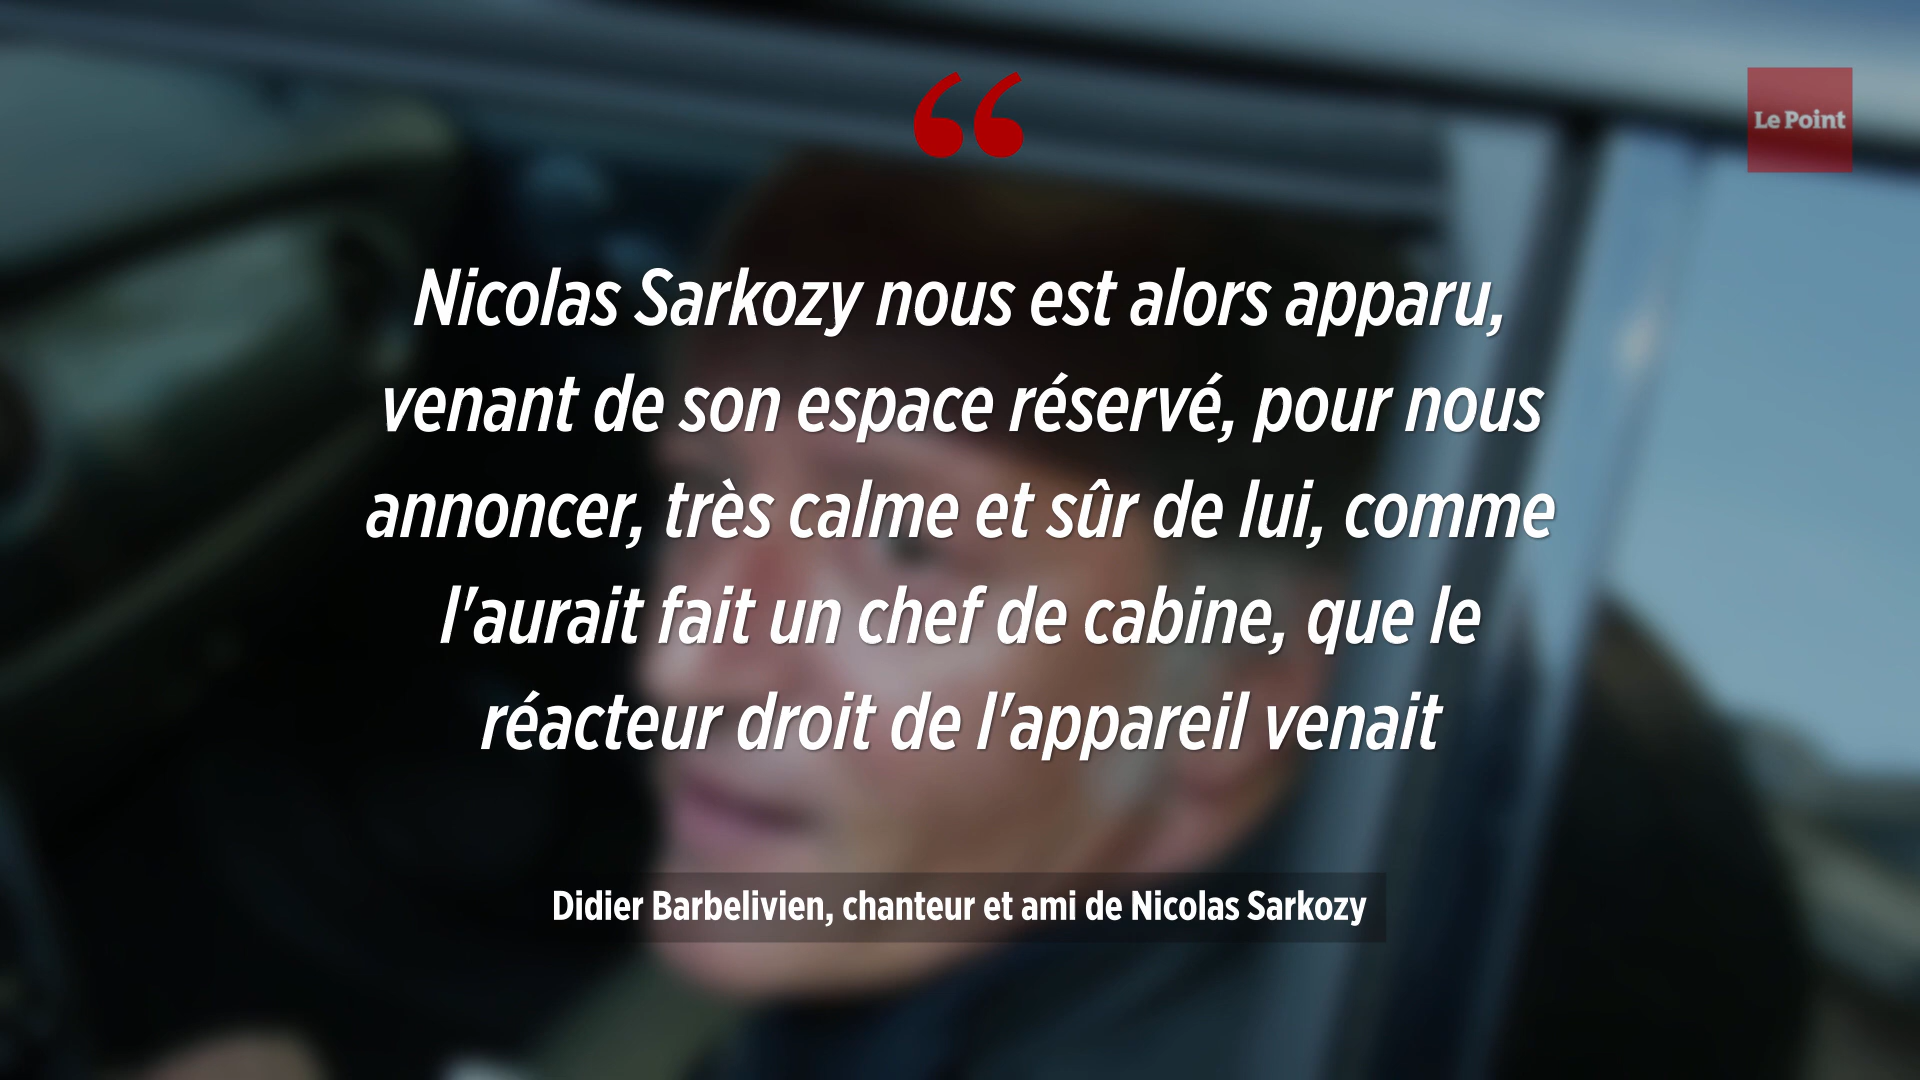 Le Point
Nicolas Sarkozy nous est alors apparu,
venant de son espace réservé, pour nous
annoncer, très calme et sûr de lui, comme
l'aurait fait un chef de cabine, que le
réacteur droit de l'appareil venait
Didier Barbelivien, chanteur et ami de Nicolas Sarkozy